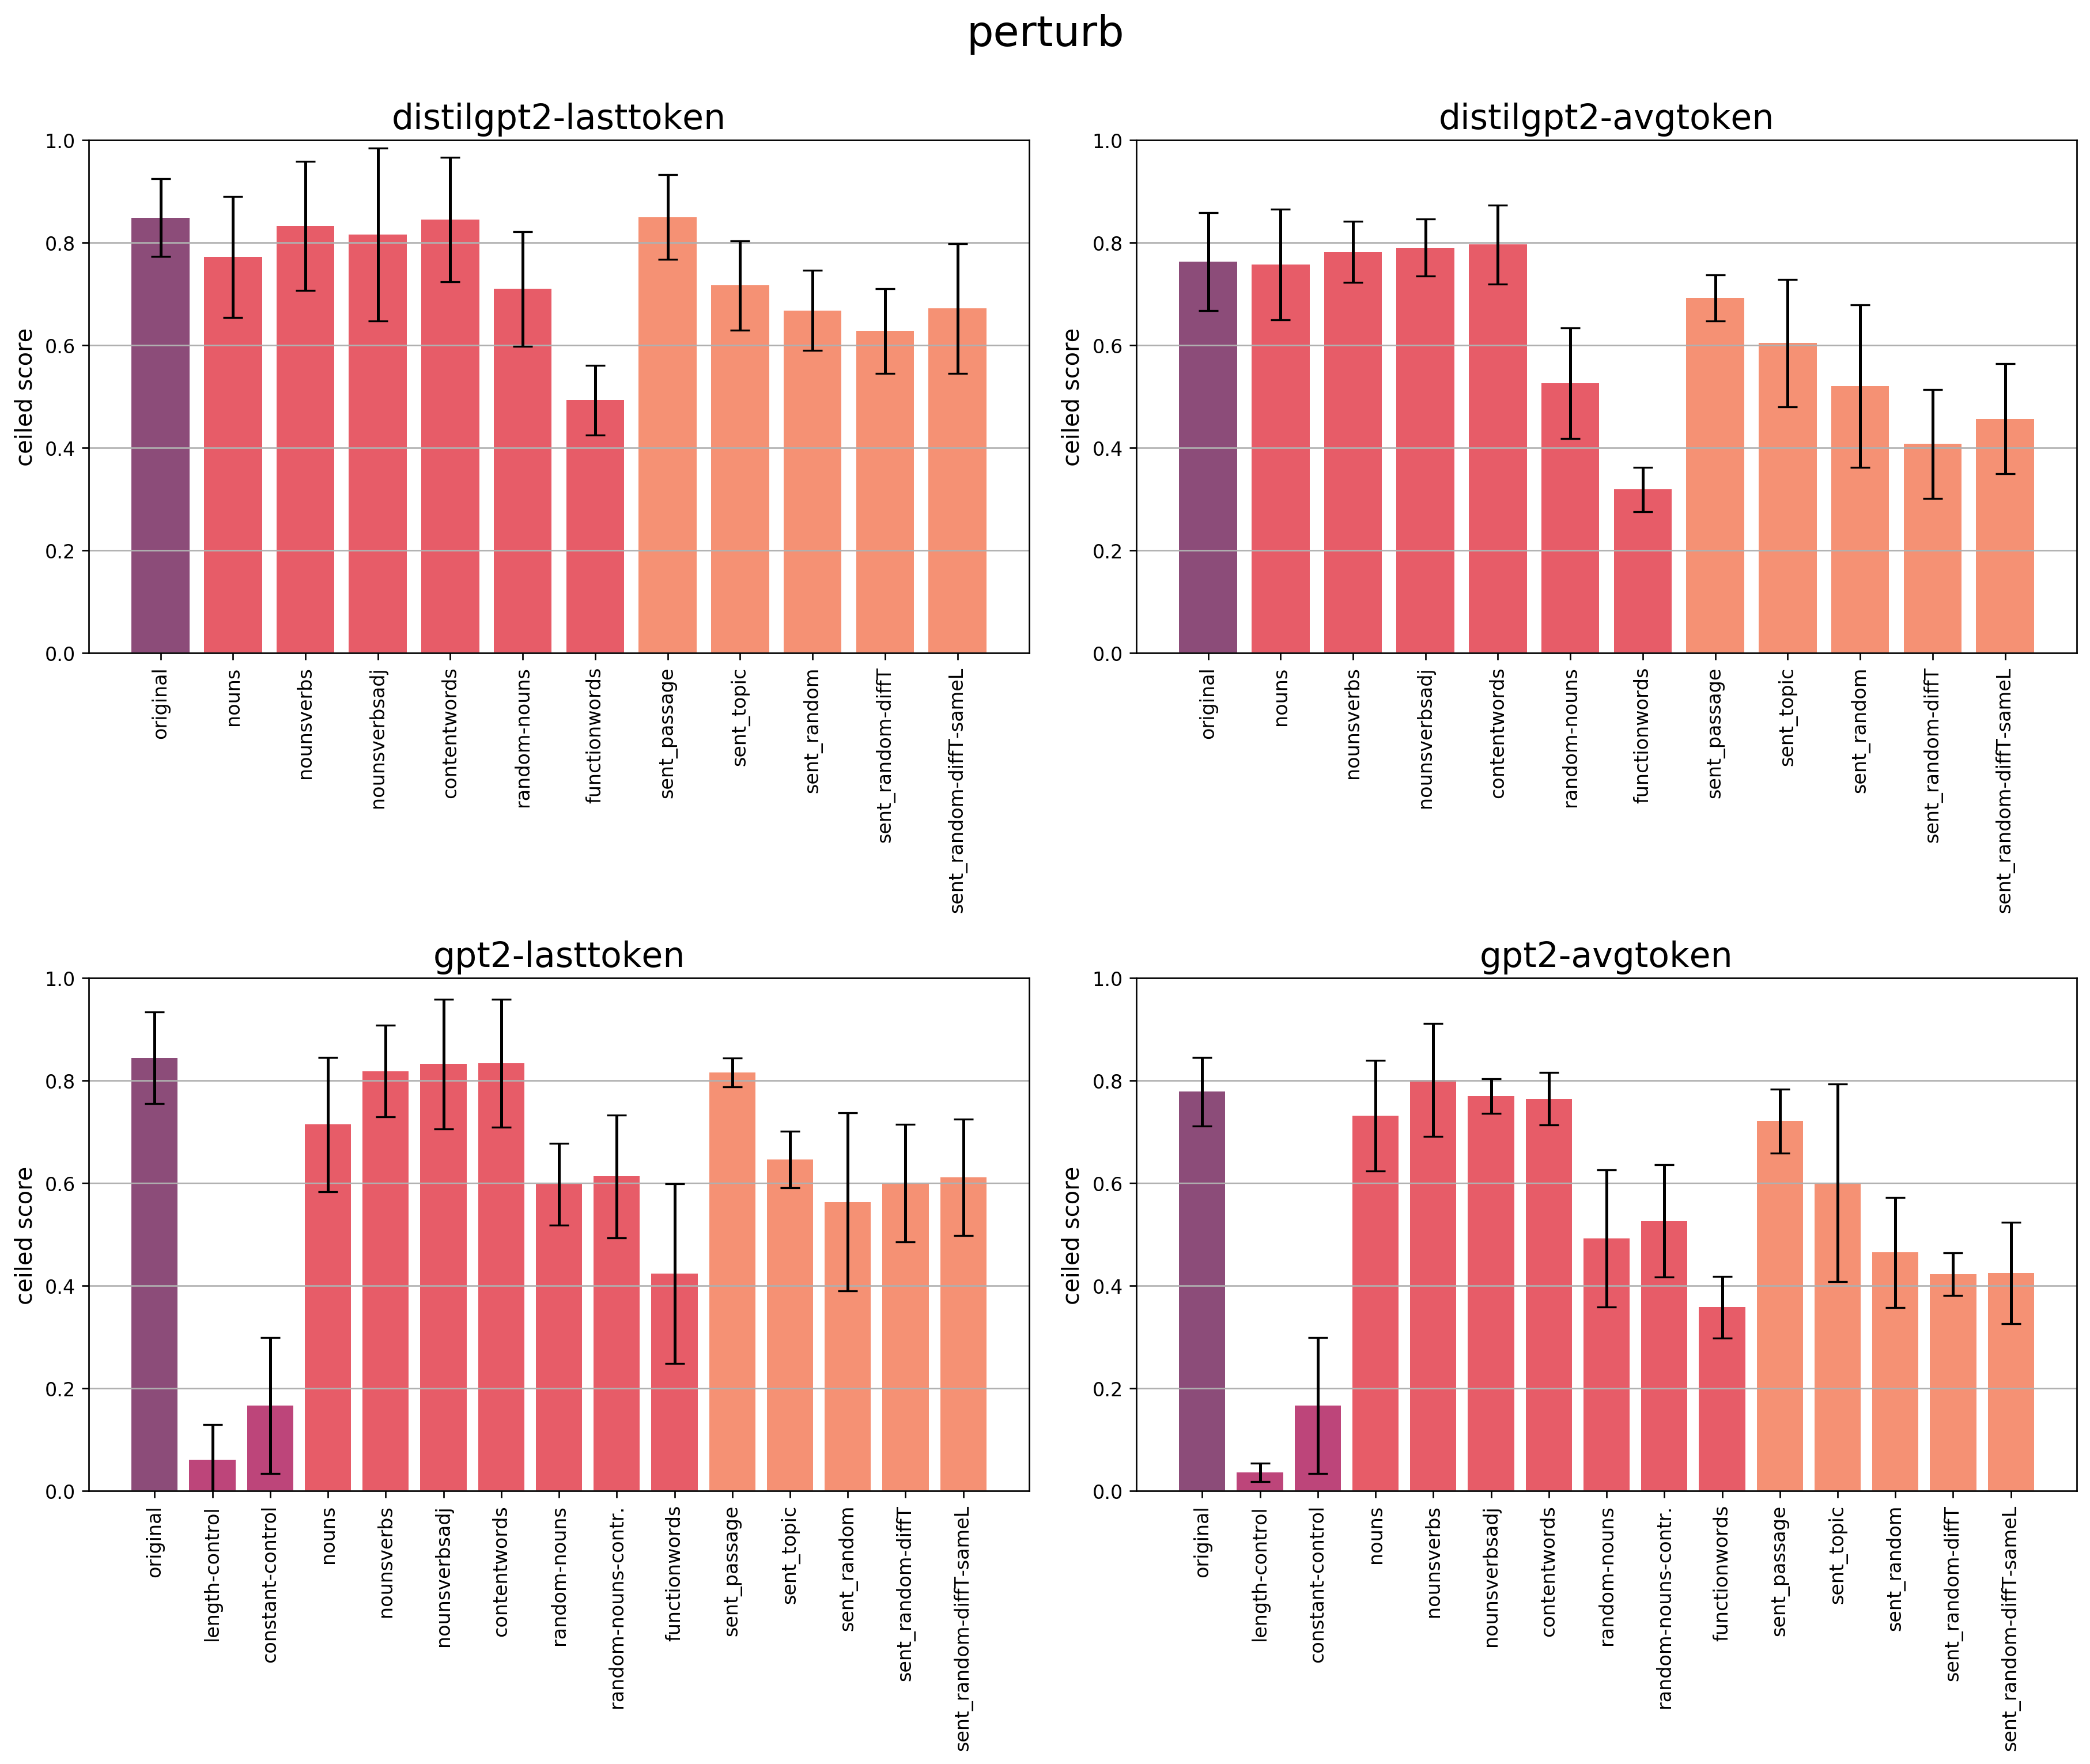 perturb
distilgpt2-lasttoken
ceiled score
1.0
0.8
0.6
0.4
0.2
0.0
original
nouns
nounsverbs
nounsverbsadj
contentwords
random-nouns
functionwords
sent_passage
sent_topic
sent_random
sent_random-diffT
sent_random-diffT-sameL
distilgpt2-avgtoken
ceiled score
1.0
0.8
0.6
0.4
0.2
0.0
original
nouns
nounsverbs
nounsverbsadj
contentwords
random-nouns
functionwords
sent_passage
sent_topic
sent_random
sent_random-diffT
sent_random-diffT-sameL
gpt2-lasttoken
ceiled score
1.0
0.8
0.6
0.4
0.2
0.0
original
length-control
constant-control
nouns
nounsverbs
nounsverbsadj
contentwords
random-nouns
random-nouns-contr.
functionwords
sent_passage
sent_topic
sent_random
sent_random-diffT
sent_random-diffT-sameL
gpt2-avgtoken
ceiled score
1.0
0.8
0.6
0.4
0.2
0.0
original
length-control
constant-control
nouns
nounsverbs
nounsverbsadj
contentwords
random-nouns
random-nouns-contr.
functionwords
sent_passage
sent_topic
sent_random
sent_random-diffT
sent_random-diffT-sameL